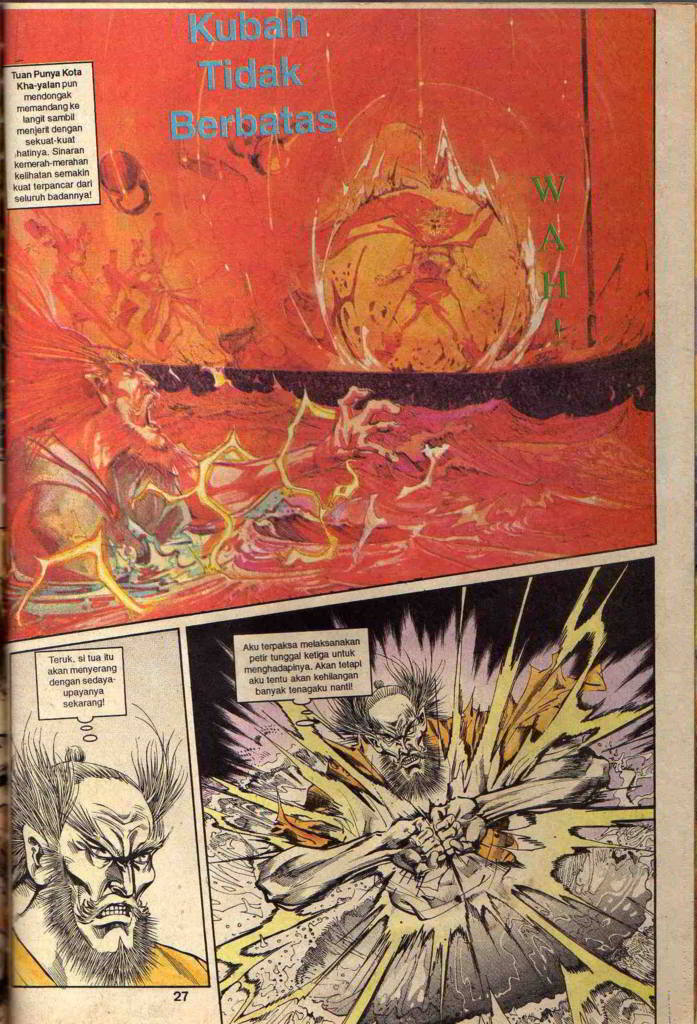 Kubah
Tidak
Berbatas
Tuan Punya Kota
Kha-yalan pun
mendongak
memandang ke
langit sambil
menjerit dengan
sekuat-kuat
hatinya. Sinaran
kemerah-merahan
kelihatan semakin
kuat terpancar dari
seluruh badannya!
WAH!
Teruk, si tua itu
akan menyerang
dengan sedaya-
upayanya
sekarang!
Aku terpaksa melaksanakan
petir tunggal ketiga untuk
menghadapinya. Akan tetapi
aku tentu akan kehilangan
banyak tenagaku nanti!
27